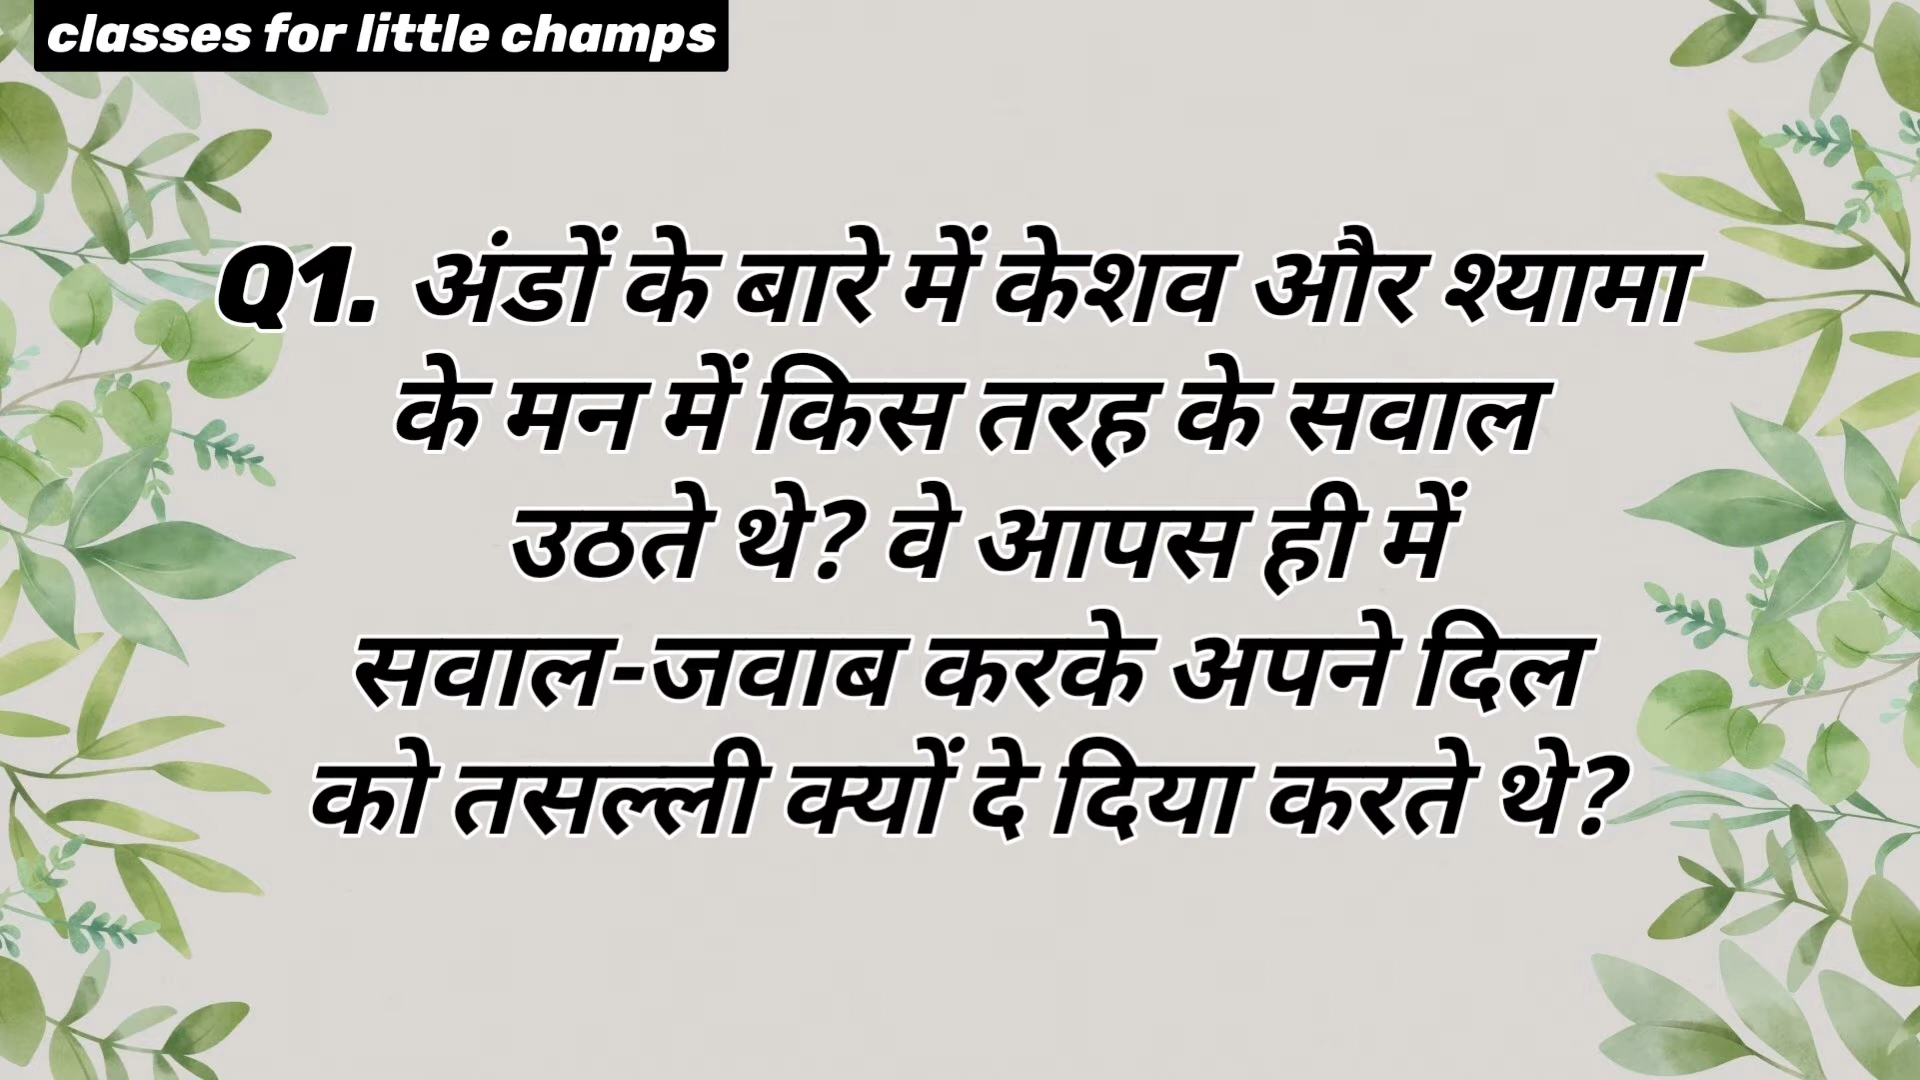 classes for little champs
Q1. अंडों के बारे में केशव और श्यामा
के मन में किस तरह के सवाल
उठते थे? वे आपस ही में
सवाल-जवाब करके अपने दिल
को तसल्ली क्यों दे दिया करते थे?